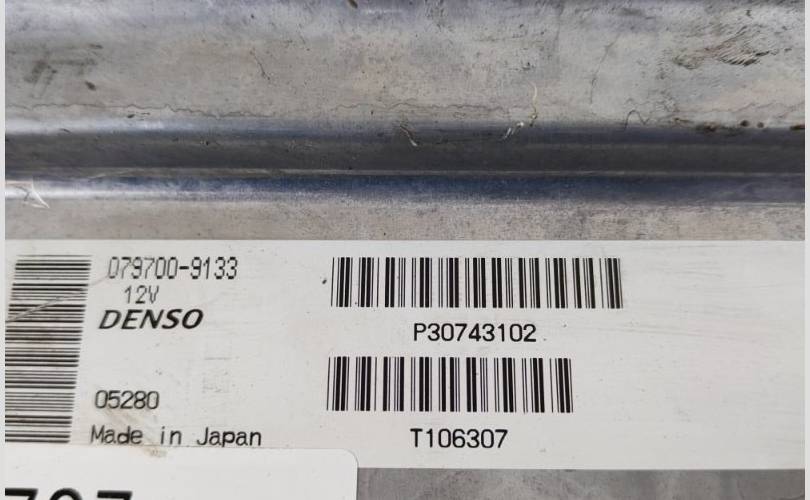 079700-9133
12V
DENSO
05280
Made in Japan
P30743102
T106307